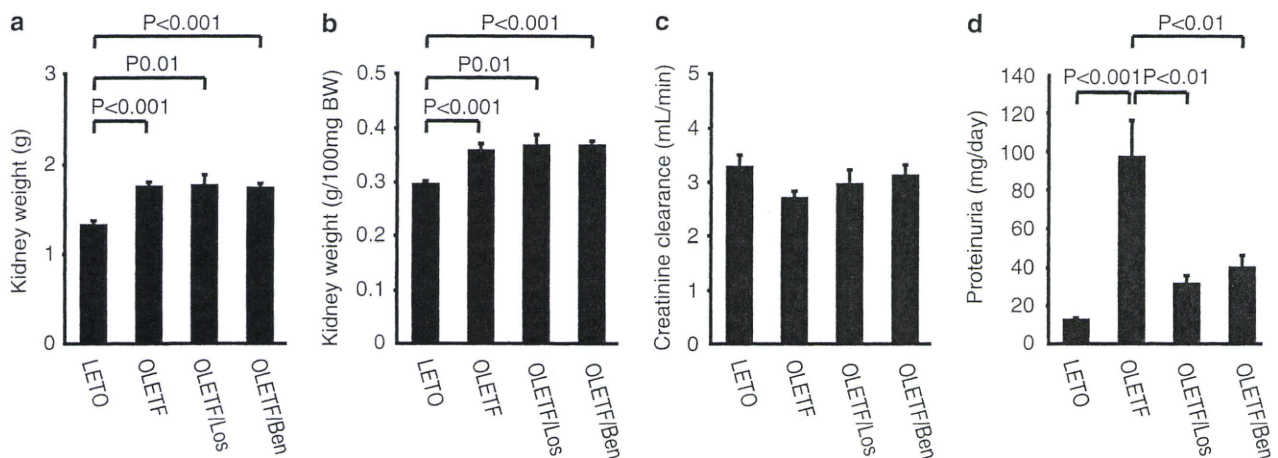 a
P<0.001
P0.01
P<0.001
Kidney weight (g)
3
2
1
0
LETO
OLETF
OLETF/Los
OLETF/Ben
b
P<0.001
P0.01
P<0.001
Kidney weight (g/100mg BW)
0.5
0.4
0.3
0.2
0.1
0
LETO
OLETF
OLETF/Los
OLETF/Ben
c
Creatinine clearance (mL/min)
5
4
3
2
1
0
LETO
OLETF
OLETF/Los
OLETF/Ben
d
P<0.01
P<0.001 P<0.01
Proteinuria (mg/day)
140
120
100
80
60
40
20
0
LETO
OLETF
OLETF/Los
OLETF/Ben